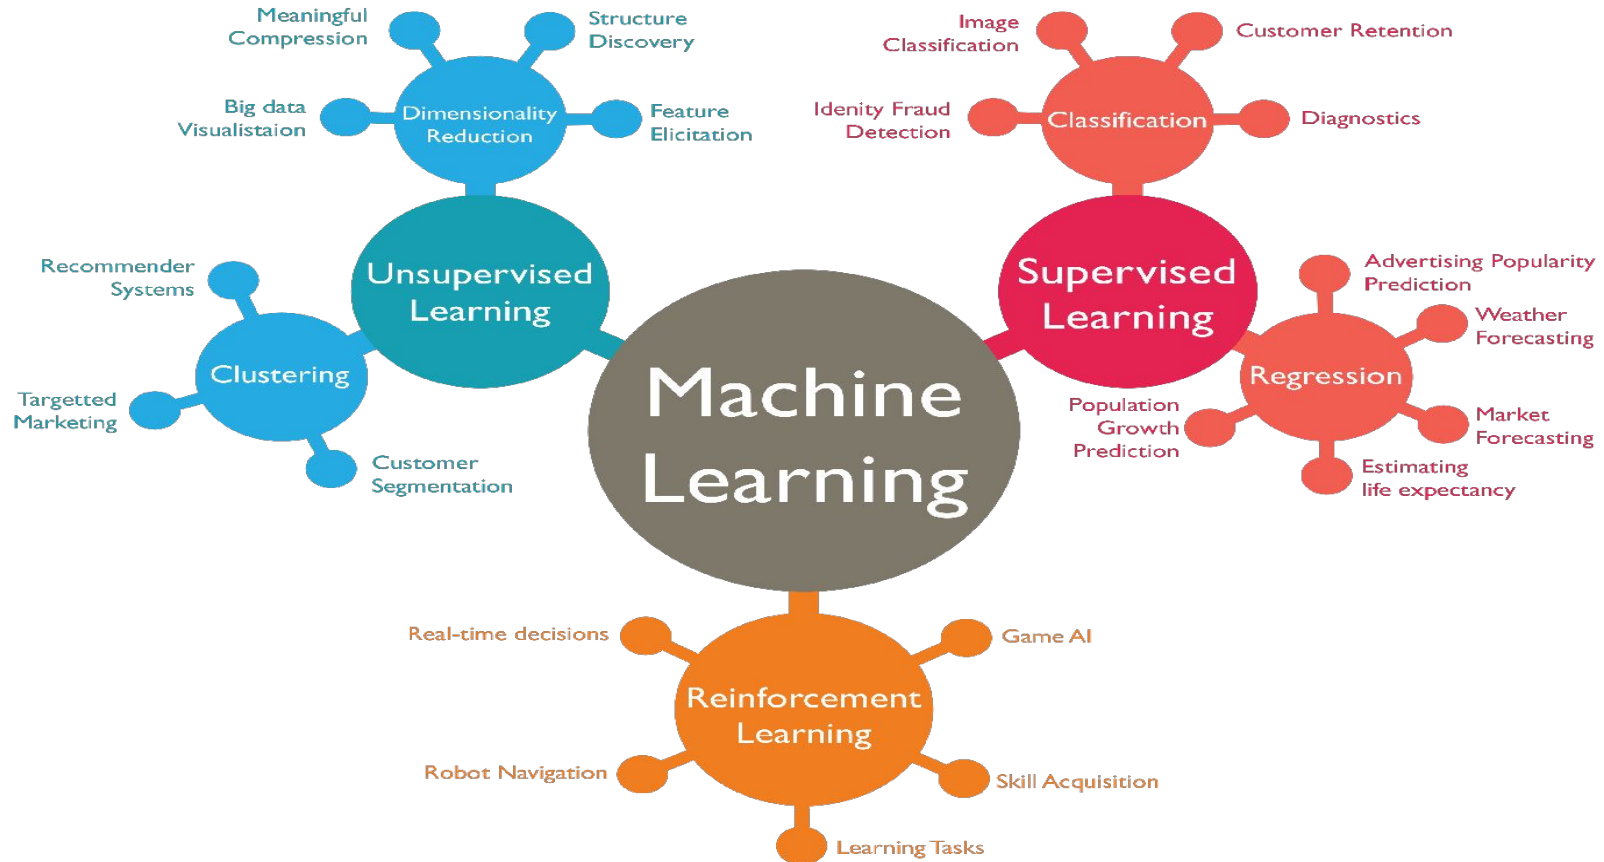 Meaningful
Compression
Structure
Discovery
Big data
Visualistaion
Dimensionality
Reduction
Feature
Elicitation
Image
Classification
Customer Retention
Idenity Fraud
Detection
Classification
Diagnostics
Unsupervised
Learning
Recommender
Systems
Clustering
Targetted
Marketing
Customer
Segmentation
Machine
Learning
Supervised
Learning
Advertising Popularity
Prediction
Weather
Forecasting
Regression
Population
Growth
Prediction
Market
Forecasting
Estimating
life expectancy
Real-time decisions
Game AI
Reinforcement
Learning
Robot Navigation
Skill Acquisition
Learning Tasks